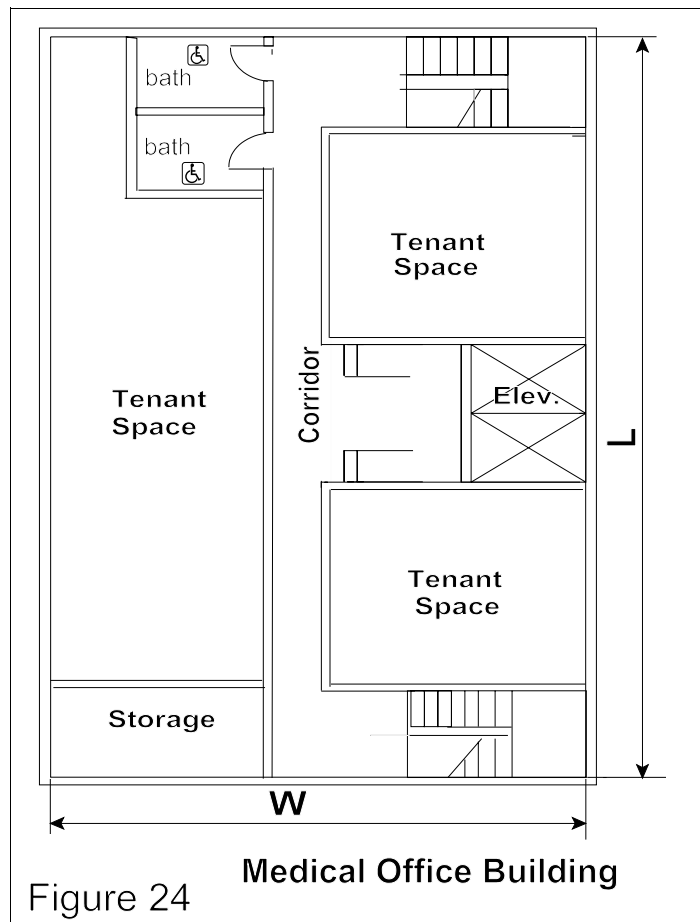 bath
bath
Tenant
Space
Corridor
Elev.
L
Tenant
Space
Tenant
Space
Storage
W
Medical Office Building
Figure 24